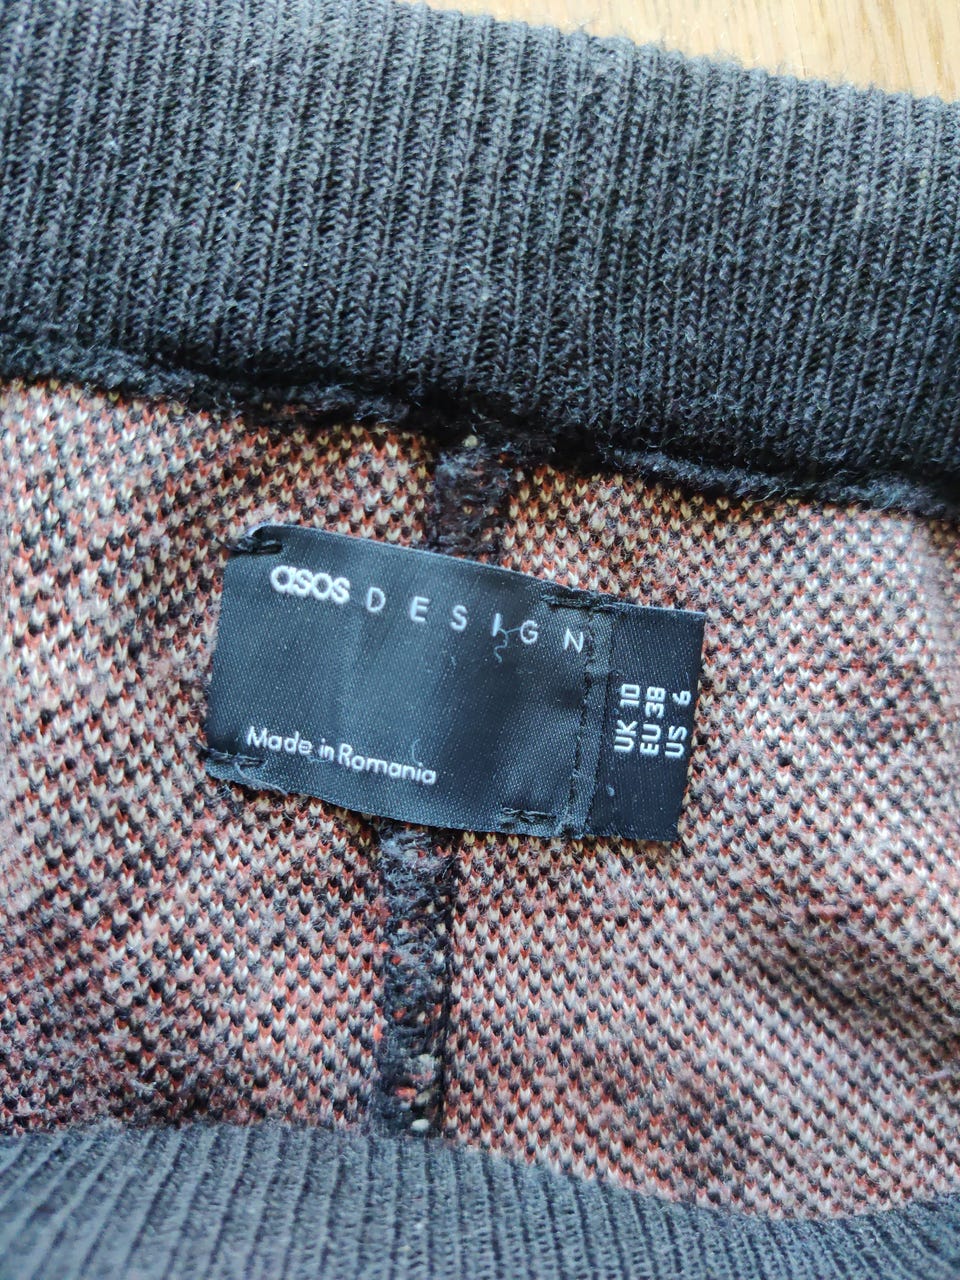 asos DESIGN
Made in Romania
UK 10
EU 38
US 6